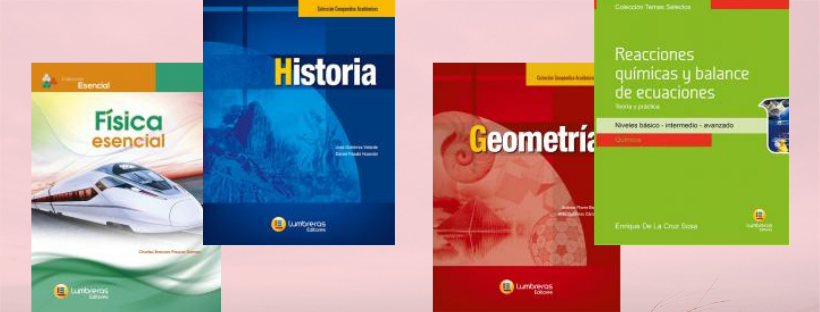 Colección
Esencial
Física
esencial
Lumbreras
Editores
Colección Compendios Académicos
Historia
Lumbreras
Editores
Colección Compendios Académicos
Geometría
Lumbreras
Editores
Colección Temas Selectos
Reacciones
químicas y balance
de ecuaciones
Teoría y práctica
Niveles básico - intermedio - avanzado
Química
Enrique De La Cruz Sosa
Lumbreras
Editores